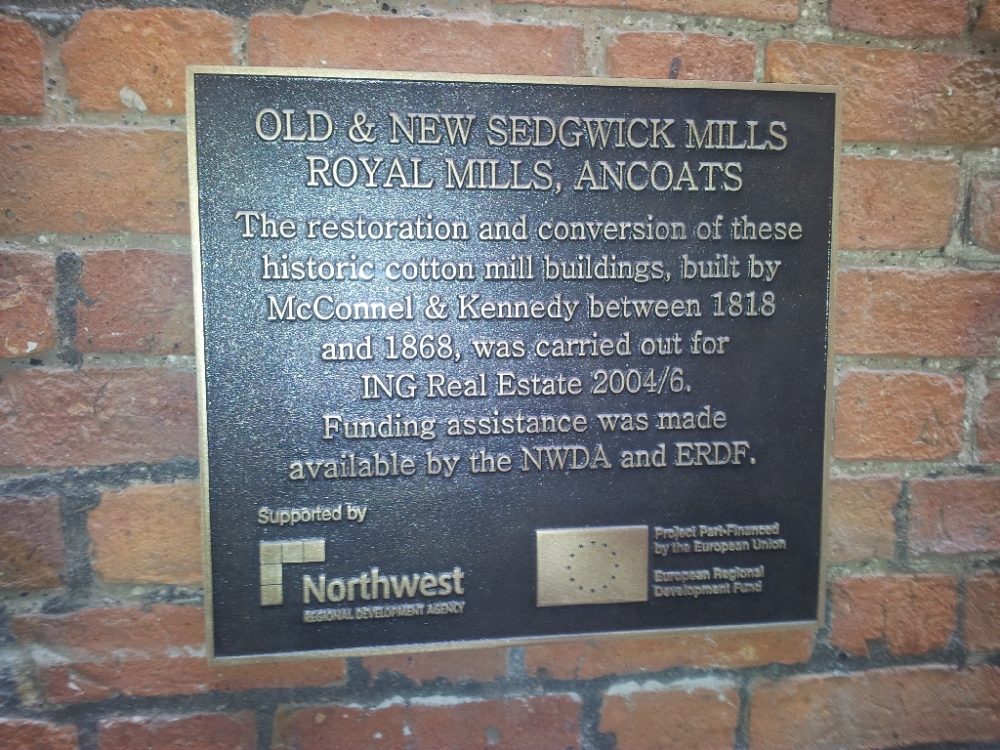 OLD & NEW SEDGWICK MILLS
ROYAL MILLS, ANCOATS
The restoration and conversion of these
historic cotton mill buildings, built by
McConnel & Kennedy between 1818
and 1868, was carried out for
ING Real Estate 2004/6.
Funding assistance was made
available by the NWDA and ERDF.
Supported by
Northwest
REGIONAL DEVELOPMENT AGENCY
Project Part-Financed
by the European Union
European Regional
Development Fund